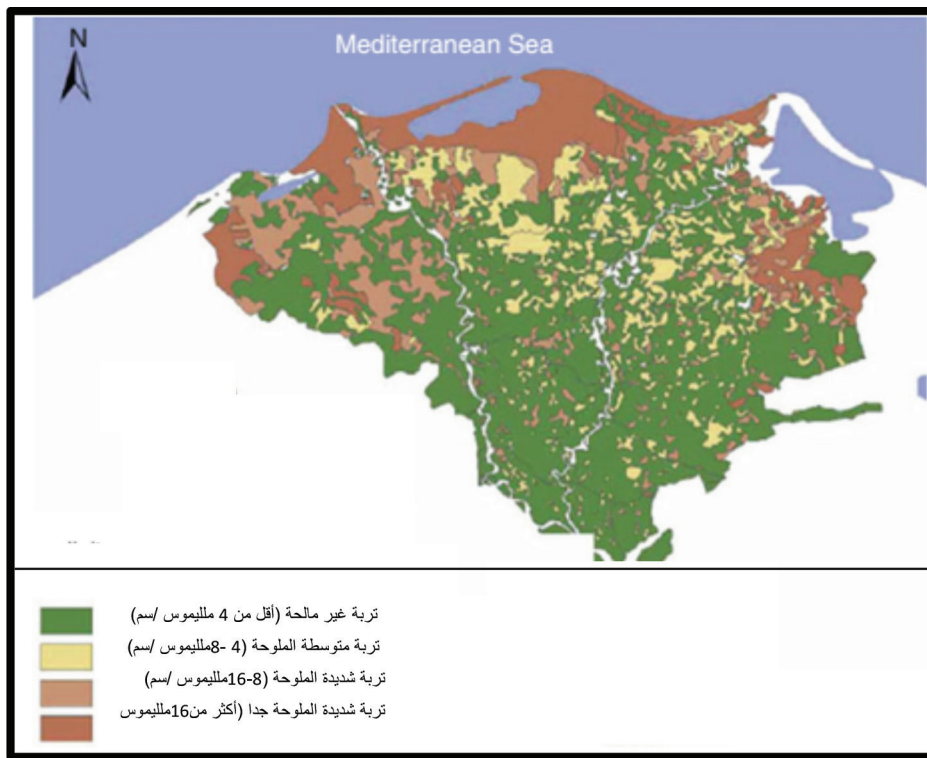 N
Mediterranean Sea
تربة غير مالحة (أقل من 4 ملليموس /سم)
تربة متوسطة الملوحة (4 -8ملليموس /سم)
تربة شديدة الملوحة (8-16ملليموس /سم)
تربة شديدة الملوحة جدا (أكثر من16ملليموس